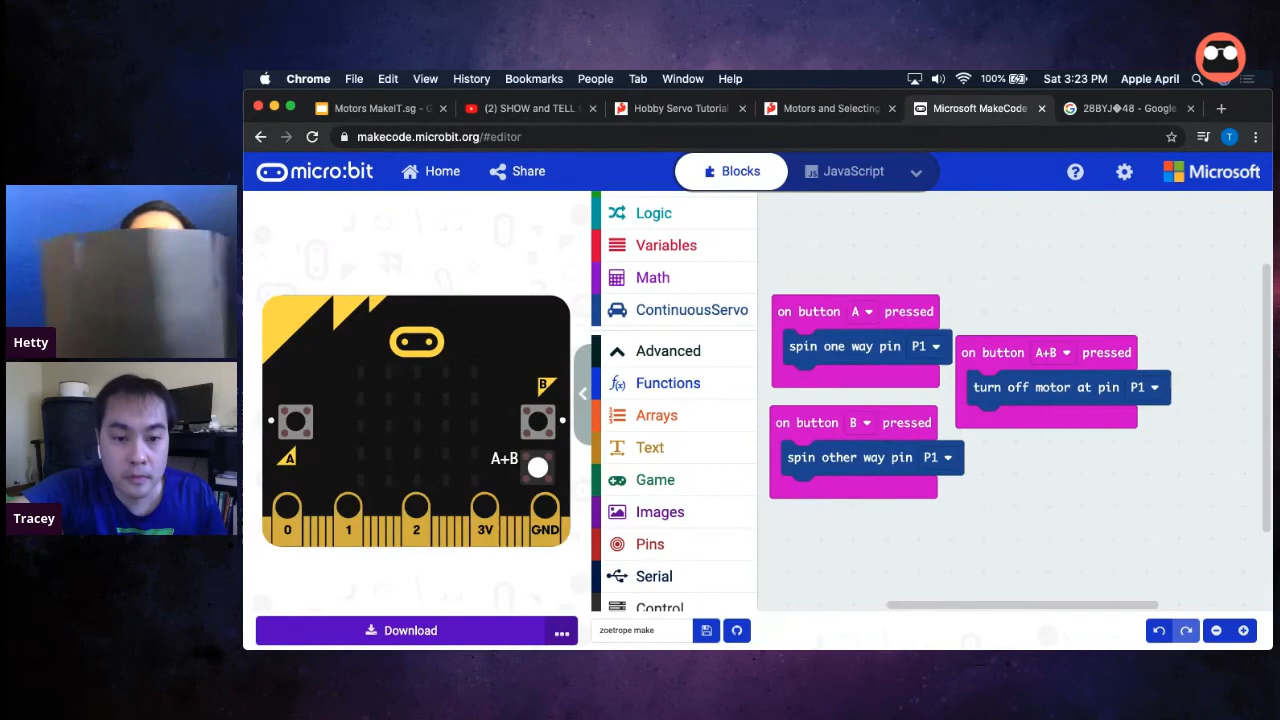 Chrome File Edit View History Bookmarks People Tab Window Help 100% Sat 3:23 PM Apple April
Motors MakeIT.sg - G
(2) SHOW and TELL S
Hobby Servo Tutorial
Motors and Selecting
Microsoft MakeCode
28BYJ�48 - Google
makecode.microbit.org/#editor
T
micro:bit
Home
Share
Blocks
JavaScript
Microsoft
Logic
Variables
Math
ContinuousServo
Advanced
Functions
Arrays
Text
Game
Images
Pins
Serial
Control
on button A pressed
spin one way pin P1
on button A+B pressed
turn off motor at pin P1
on button B pressed
spin other way pin P1
A
B
A+B
0 1 2 3V GND
Download
zoetrope make
Hetty
Tracey